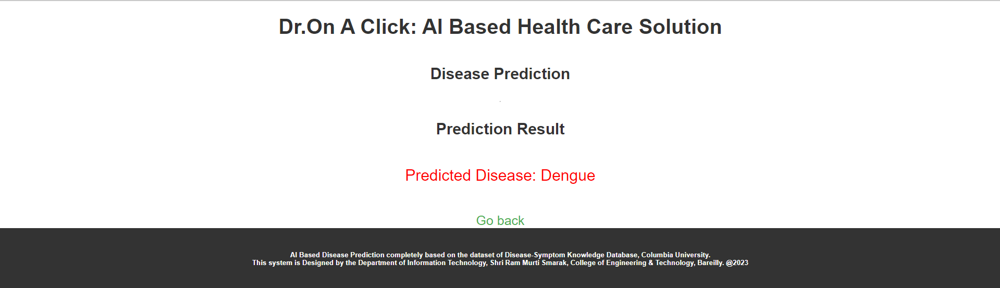 Dr.On A Click: AI Based Health Care Solution
Disease Prediction
.
Prediction Result
Predicted Disease: Dengue
Go back
AI Based Disease Prediction completely based on the dataset of Disease-Symptom Knowledge Database, Columbia University.
This system is Designed by the Department of Information Technology, Shri Ram Murti Smarak, College of Engineering & Technology, Bareilly. @2023